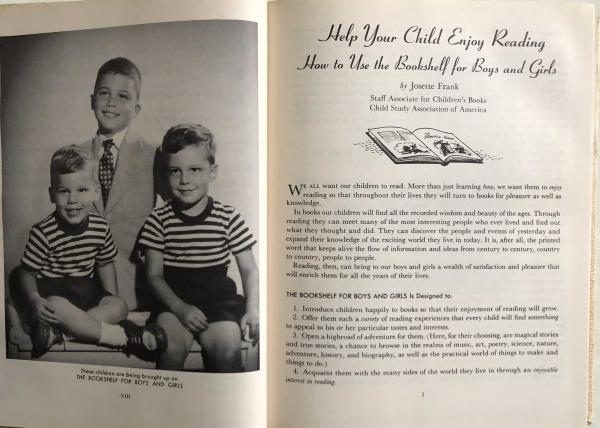 These children are being brought up on
THE BOOKSHELF FOR BOYS AND GIRLS
VIII
Help Your Child Enjoy Reading
How to Use the Bookshelf for Boys and Girls
by Josette Frank
Staff Associate for Children's Books
Child Study Association of America
WE ALL want our children to read. More than just learning how, we want them to enjoy
reading so that throughout their lives they will turn to books for pleasure as well as
knowledge.
In books our children will find all the recorded wisdom and beauty of the ages. Through
reading they can meet many of the most interesting people who ever lived and find out
what they thought and did. They can discover the people and events of yesterday and
expand their knowledge of the exciting world they live in today. It is, after all, the printed
word that keeps alive the flow of information and ideas from century to century, country
to country, people to people.
Reading, then, can bring to our boys and girls a wealth of satisfaction and pleasure that
will enrich them for all the years of their lives.
THE BOOKSHELF FOR BOYS AND GIRLS Is Designed to:
1. Introduce children happily to books so that their enjoyment of reading will grow.
2. Offer them such a variety of reading experiences that every child will find something
to appeal to his or her particular tastes and interests.
3. Open a highroad of adventure for them. (Here, for their choosing, are magical stories
and true stories, a chance to browse in the realms of music, art, poetry, science, nature,
adventure, history, and biography, as well as the practical world of things to make and
things to do.)
4. Acquaint them with the many sides of the world they live in through an enjoyable
interest in reading.
1